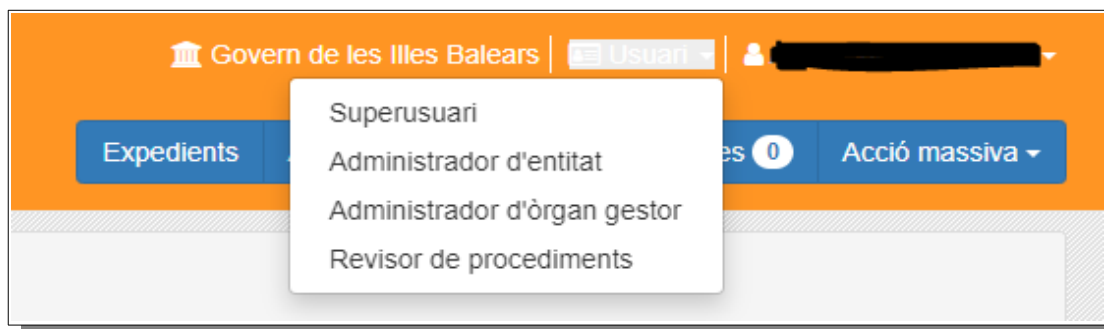 Govern de les Illes Balears Usuari
Superusuari
Administrador d'entitat
Administrador d'òrgan gestor
Revisor de procediments
Expedients 0 Acció massiva